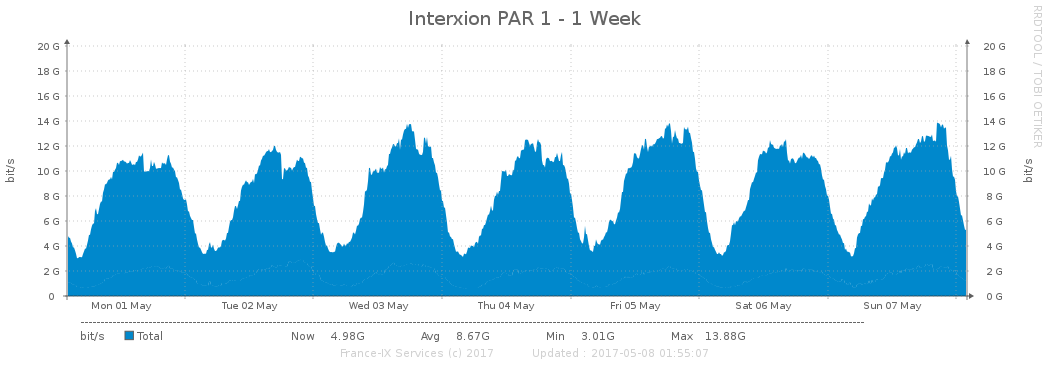 Interxion PAR 1 - 1 Week
RRDTOOL / TOBI OETIKER
bit/s
20 G 20 G
18 G 18 G
16 G 16 G
14 G 14 G
12 G 12 G
10 G 10 G
8 G 8 G
6 G 6 G
4 G 4 G
2 G 2 G
0 0 G
bit/s
Mon 01 May Tue 02 May Wed 03 May Thu 04 May Fri 05 May Sat 06 May Sun 07 May
bit/s Total Now 4.98G Avg 8.67G Min 3.01G Max 13.88G
France-IX Services (c) 2017 Updated : 2017-05-08 01:55:07